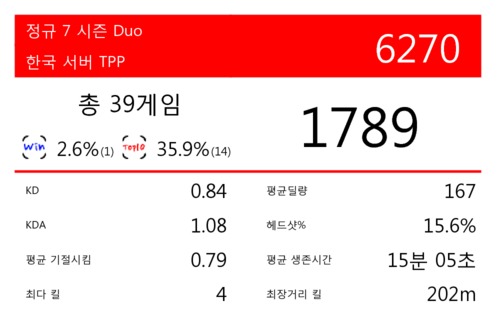 정규 7 시즌 Duo
한국 서버 TPP
6270
총 39게임
1789
Win 2.6%(1) TOP10 35.9%(14)
KD 0.84 평균딜량 167
KDA 1.08 헤드샷% 15.6%
평균 기절시킴 0.79 평균 생존시간 15분 05초
최다 킬 4 최장거리 킬 202m